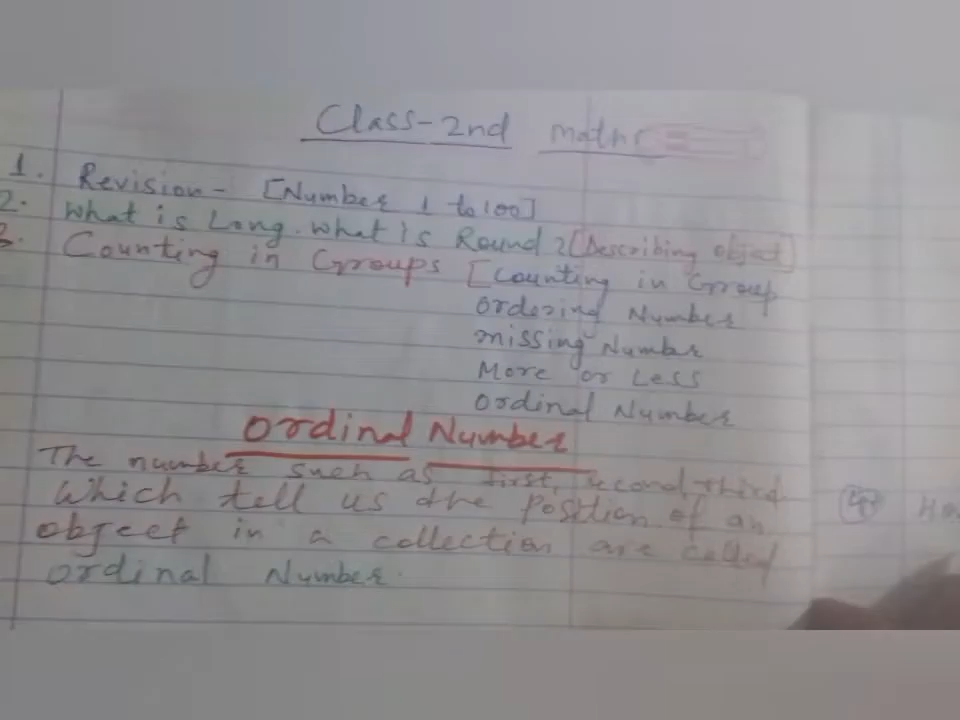 Class-2nd maths
1. Revision- [Number 1 to 100]
2. What is Long. what is Round ? [Describing object]
3. Counting in Groups [Counting in Group
Ordering Number
missing Number
More or Less
Ordinal Number
Ordinal Number
The number such as first, second, third
Which tell us the Position of an
object in a collection are called
Ordinal Number.